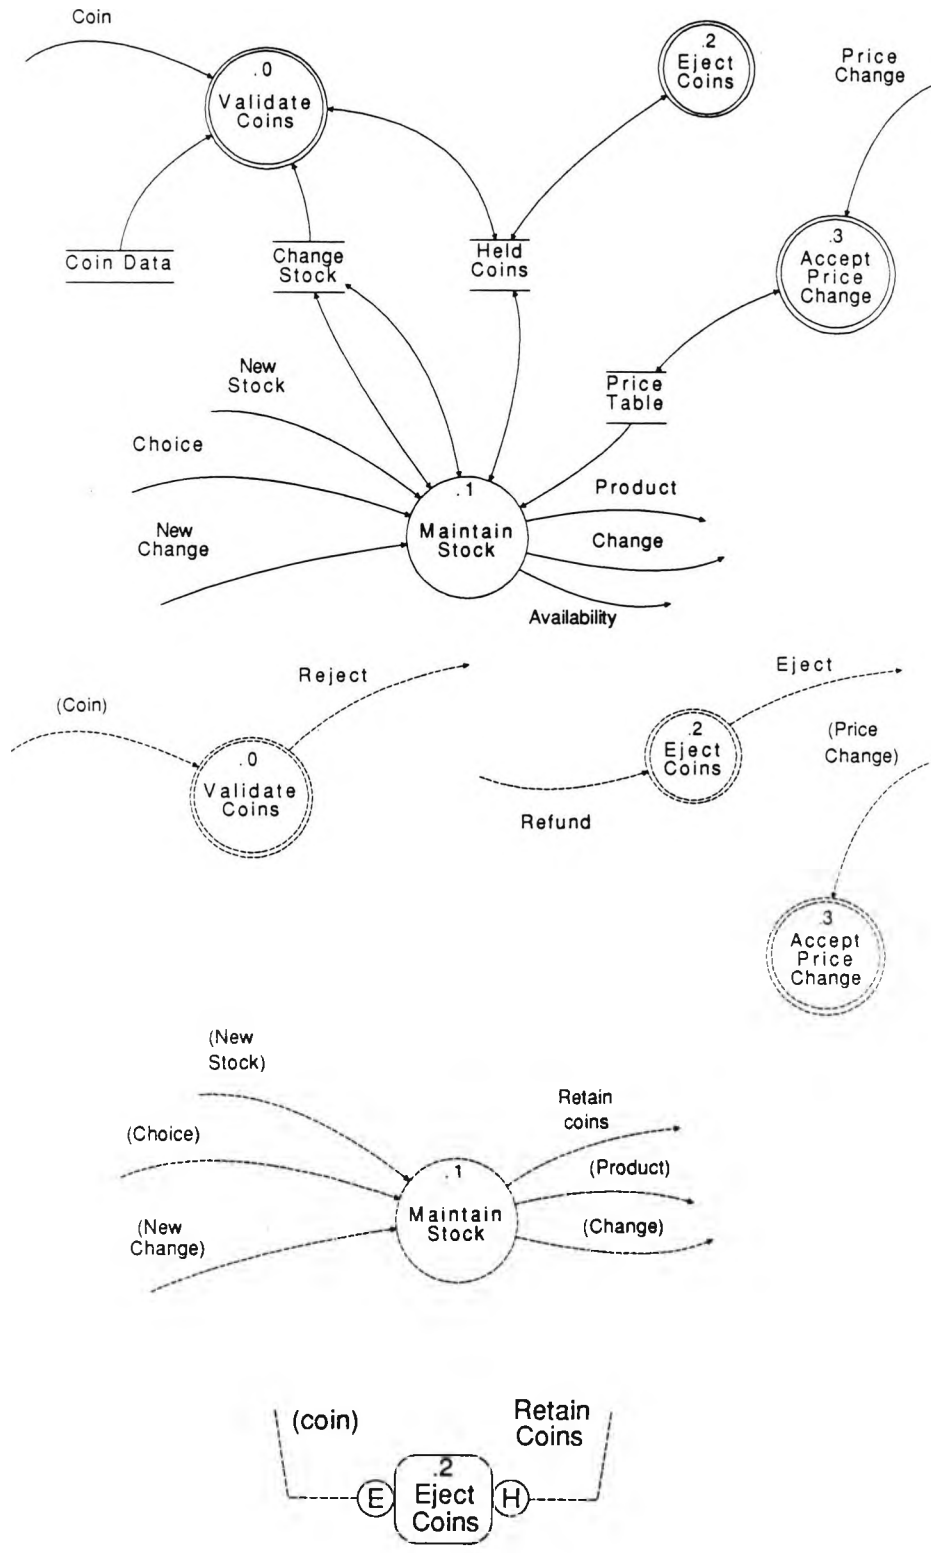 Coin
.0
Validate
Coins
.2
Eject
Coins
Price
Change
Coin Data
Change
Stock
Held
Coins
.3
Accept
Price
Change
New
Stock
Price
Table
Choice
.1
Maintain
Stock
Product
New
Change
Change
Availability
(Coin)
Reject
.0
Validate
Coins
Eject
.2
Eject
Coins
Refund
(Price
Change)
.3
Accept
Price
Change
(New
Stock)
(Choice)
(New
Change)
.1
Maintain
Stock
Retain
coins
(Product)
(Change)
(coin)
Retain
Coins
E
.2
Eject
Coins
H